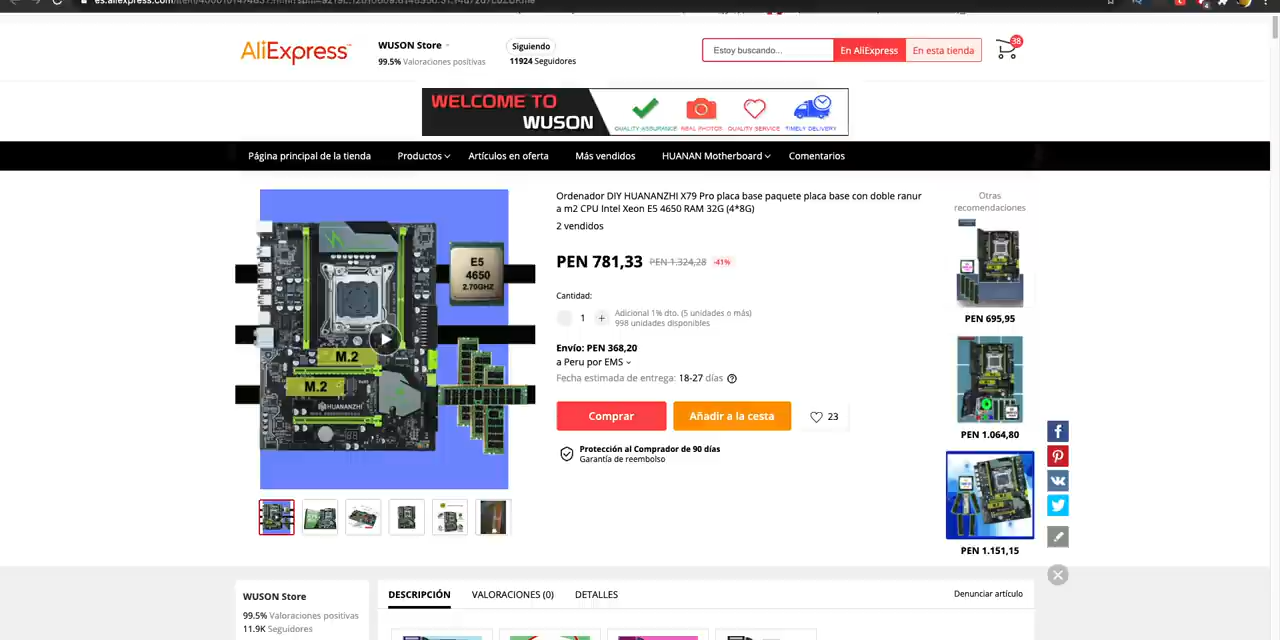 AliExpress
WUSON Store
99.5% Valoraciones positivas
Siguiendo
11924 Seguidores
Estoy buscando...
En AliExpress
En esta tienda
38
WELCOME TO
WUSON
QUALITY ASSURANCE
REAL PHOTOS
QUALITY SERVICE
TIMELY DELIVERY
Página principal de la tienda
Productos
Artículos en oferta
Más vendidos
HUANAN Motherboard
Comentarios
E5
4650
2.70GHZ
M.2
M.2
HUANANZHI
Ordenador DIY HUANANZHI X79 Pro placa base paquete placa base con doble ranur
a m2 CPU Intel Xeon E5 4650 RAM 32G (4*8G)
2 vendidos
PEN 781,33 PEN 1.324,28 -41%
Cantidad:
1 +
Adicional 1% dto. (5 unidades o más)
998 unidades disponibles
Envío: PEN 368,20
a Peru por EMS
Fecha estimada de entrega: 18-27 días
Comprar
Añadir a la cesta
23
Protección al Comprador de 90 días
Garantía de reembolso
Otras
recomendaciones
PEN 695,95
PEN 1.064,80
PEN 1.151,15
WUSON Store
99.5% Valoraciones positivas
11.9K Seguidores
DESCRIPCIÓN
VALORACIONES (0)
DETALLES
Denunciar artículo